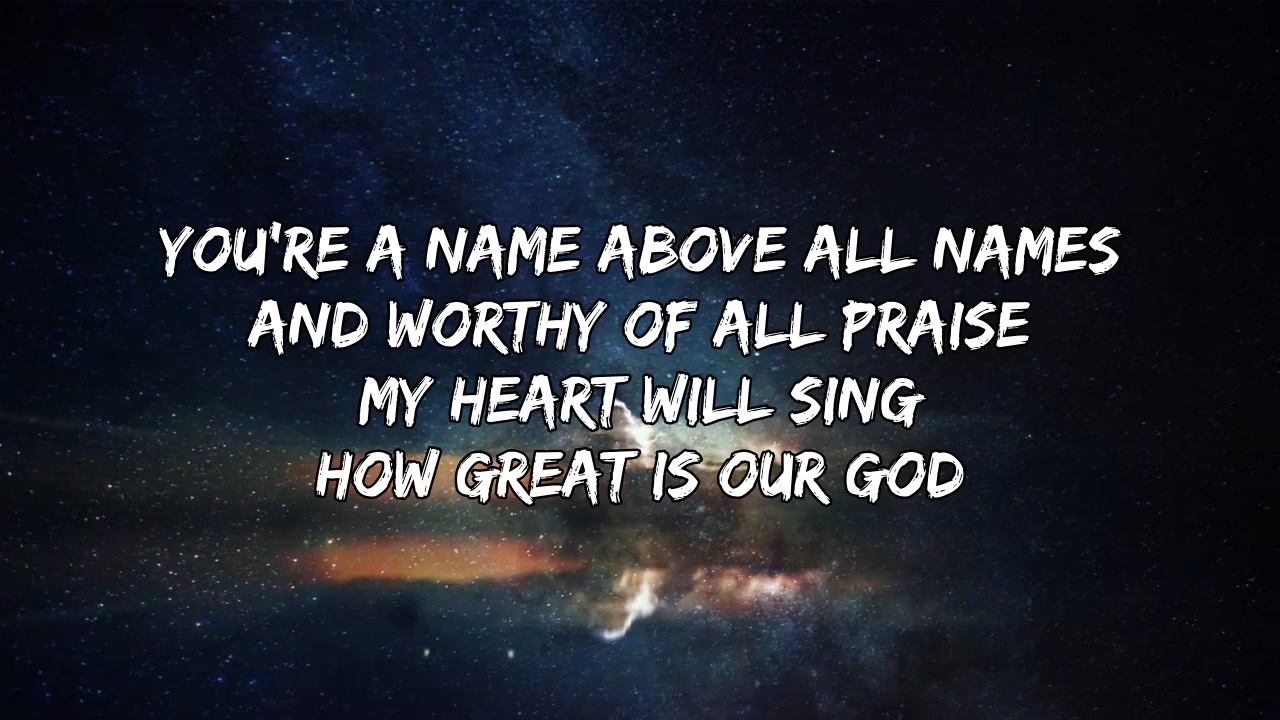 YOU'RE A NAME ABOVE ALL NAMES
AND WORTHY OF ALL PRAISE
MY HEART WILL SING
HOW GREAT IS OUR GOD